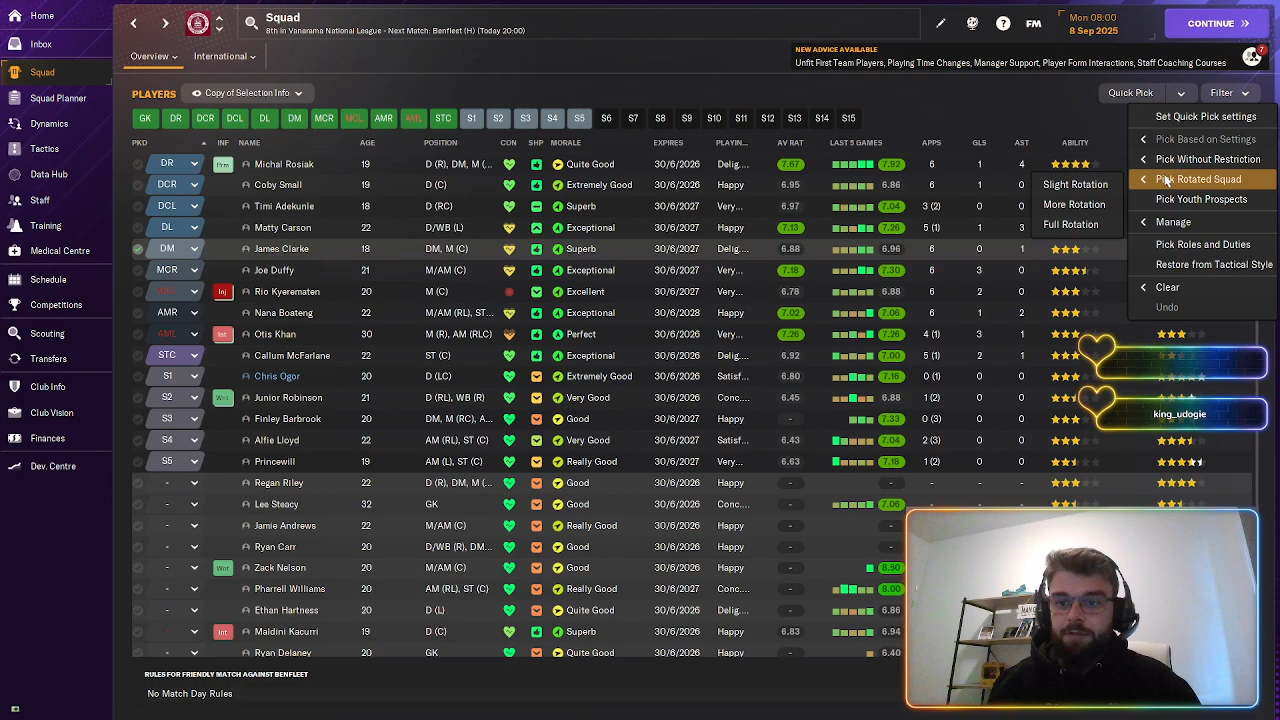 Home
Inbox
Squad
Squad Planner
Dynamics
Tactics
Data Hub
Staff
Training
Medical Centre
Schedule
Competitions
Scouting
Transfers
Club Info
Club Vision
Finances
Dev. Centre
Squad
8th in Vanarama National League - Next Match: Benfleet (H) (Today 20:00)
FM
Mon 08:00
8 Sep 2025
CONTINUE
Overview
International
NEW ADVICE AVAILABLE
Unfit First Team Players, Playing Time Changes, Manager Support, Player Form Interactions, Staff Coaching Courses
7
PLAYERS
Copy of Selection Info
Quick Pick
Filter
GK DR DCR DCL DL DM MCR MCL AMR AML STC S1 S2 S3 S4 S5 S6 S7 S8 S9 S10 S11 S12 S13 S14 S15
PKD INF NAME AGE POSITION CON SHP MORALE EXPIRES PLAYIN... AV RAT LAST 5 GAMES APPS GLS AST ABILITY
DR Prm Michal Rosiak 19 D (R), DM, M (... Quite Good 30/6/2026 Delig... 7.67 7.92 6 1 4
DCR Coby Small 19 D (C) Extremely Good 30/6/2026 Happy 6.95 6.86 6 1 0
DCL Timi Adekunle 18 D (RC) Superb 30/6/2027 Very... 6.97 7.04 3 (2) 0
DL Matty Carson 22 D/WB (L) Exceptional 30/6/2027 Happy 7.13 7.26 5 (1) 1 3
DM James Clarke 18 DM, M (C) Superb 30/6/2026 Happy 6.88 6.96 6 0 1
MCR Joe Duffy 21 M/AM (C) Exceptional 30/6/2026 Happy 7.18 7.30 6 3 0
Inj Rio Kyerematen 20 M (C) Excellent 30/6/2026 Happy 6.78 6.88 6 2 0
AMR Nana Boateng 22 M/AM (R), ST (... Exceptional 30/6/2026 Happy 7.02 7.06 6 1 2
AML Int Otis Khan 30 M (R), AM (RLC) Perfect 30/6/2026 Happy 7.26 7.26 4 (1) 3 1
STC Callum McFarlane 22 ST (C) Exceptional 30/6/2026 Happy 6.92 7.00 5 (1) 2 1
S1 Chris Ogor 20 D (LC) Extremely Good 30/6/2027 Satisf... 6.80 7.16 0 (1) 0 0
S2 Wnt Junior Robinson 20 D (RL), WB (R) Very Good 30/6/2026 Conc... 6.45 6.88 1 (2) 0 0
S3 Finley Barbrook 20 DM, M (RC), A... Good 30/6/2026 Happy - 7.33 0 (3) 0 0
S4 Alfie Lloyd 22 AM (RL), ST (C) Very Good 30/6/2027 Satisf... 6.43 7.04 2 (3) 0 0
S5 Princewill 19 AM (L), ST (C) Really Good 30/6/2027 Very... 6.63 7.18 1 (2) 0 0
- Regan Riley 22 D (R), DM, M (... Good 30/6/2026 Happy - - - - -
- Lee Steacy 32 GK Good 30/6/2026 Conc... - 7.06 - - -
- Jamie Andrews 22 M/AM (C) Really Good 30/6/2026 Happy - -
- Ryan Carr 20 D/WB (R), DM... Good 30/6/2026 Happy - -
- Wnt Zack Nelson 20 M/AM (C) Good 30/6/2026 Happy - 8.50
- Pharrell Williams 20 AM (RL), ST (C) Really Good 30/6/2026 Conc... - 8.00
- Ethan Hartness 20 D (L) Quite Good 30/6/2026 Delig... - 6.86
Int Maldini Kacurri 19 D (C) Superb 30/6/2026 Happy 6.83 6.94
Ryan Delaney 20 GK Quite Good 30/6/2026 Happy - 6.40
Set Quick Pick settings
Pick Based on Settings
Pick Without Restriction
Pick Rotated Squad
Pick Youth Prospects
Manage
Pick Roles and Duties
Restore from Tactical Style
Clear
Undo
Slight Rotation
More Rotation
Full Rotation
king_udogie
RULES FOR FRIENDLY MATCH AGAINST BENFLEET
No Match Day Rules